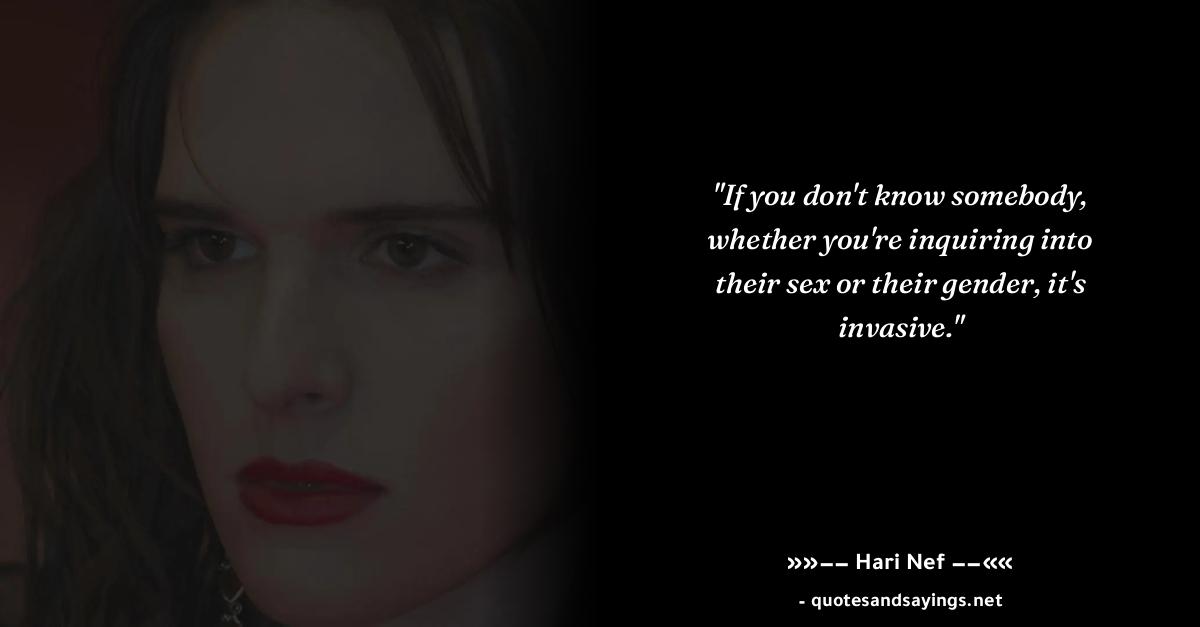 "If you don't know somebody,
whether you're inquiring into
their sex or their gender, it's
invasive."
»»–– Hari Nef ––««
- quotesandsayings.net